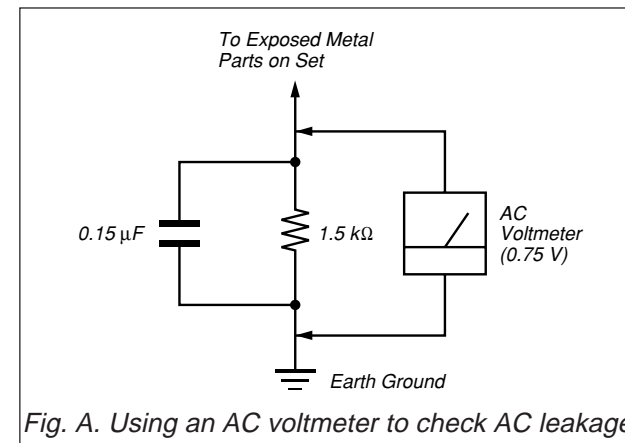 To Exposed Metal
Parts on Set
0.15 μF
1.5 kΩ
AC
Voltmeter
(0.75 V)
Earth Ground
Fig. A. Using an AC voltmeter to check AC leakage